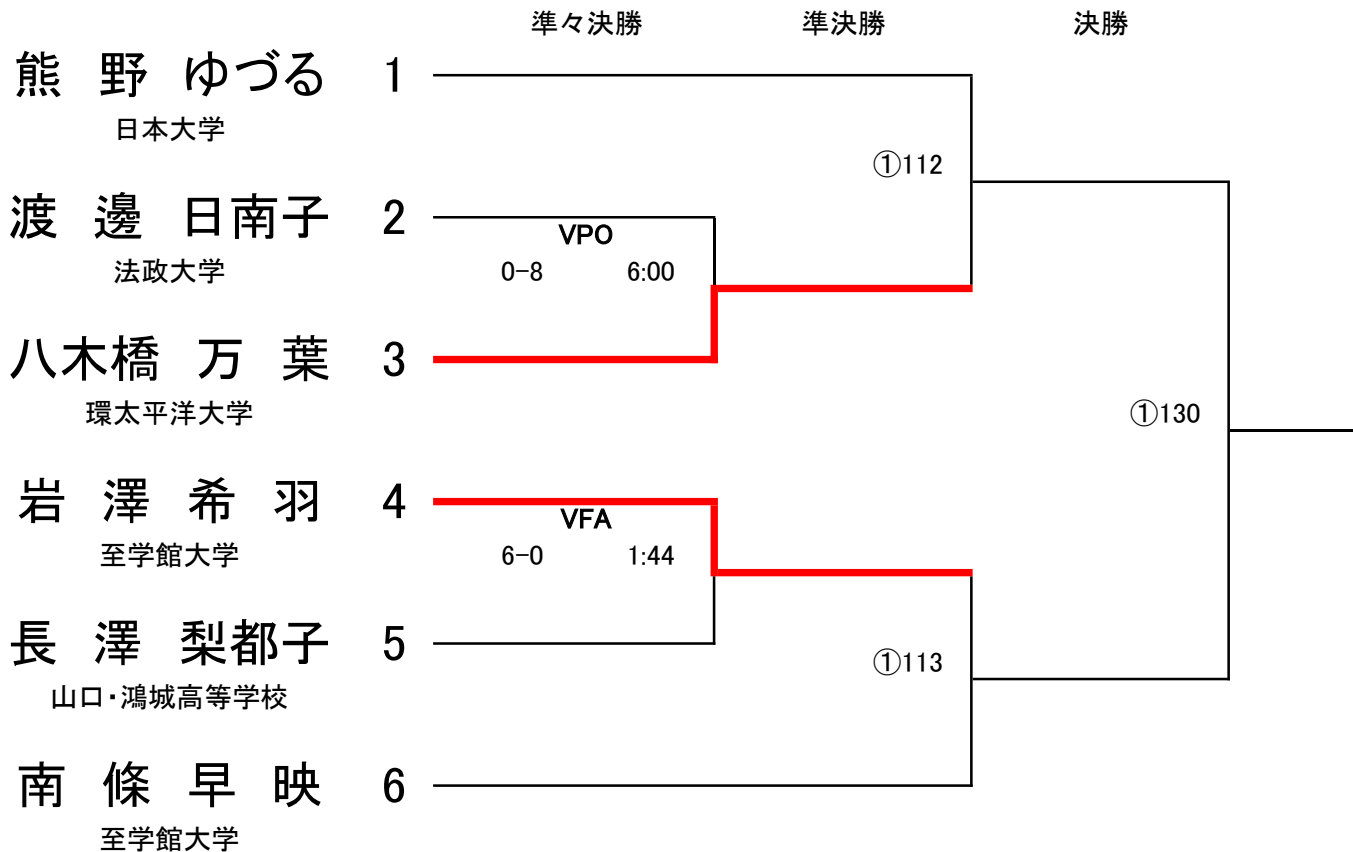 準々決勝 準決勝 決勝
熊 野 ゆづる 1
日本大学
①112
渡 邊 日南子 2
VPO
法政大学
0-8 6:00
八木橋 万 葉 3
環太平洋大学
①130
岩 澤 希 羽 4
VFA
至学館大学
6-0 1:44
長 澤 梨都子 5
山口・鴻城高等学校
①113
南 條 早 映 6
至学館大学